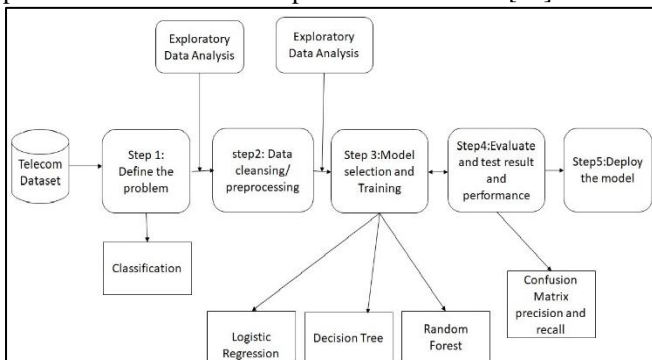 Exploratory
Data Analysis
Exploratory
Data Analysis
Telecom
Dataset
Step 1:
Define the
problem
step2: Data
cleansing/
preprocessing)
Step 3:Model
selection and
Training
Step4:Evaluate
and test result
and
performance
Step5:Deploy
the model
Classification
Logistic
Regression
Decision Tree
Random
Forest
Confusion
Matrix
precision and
recall